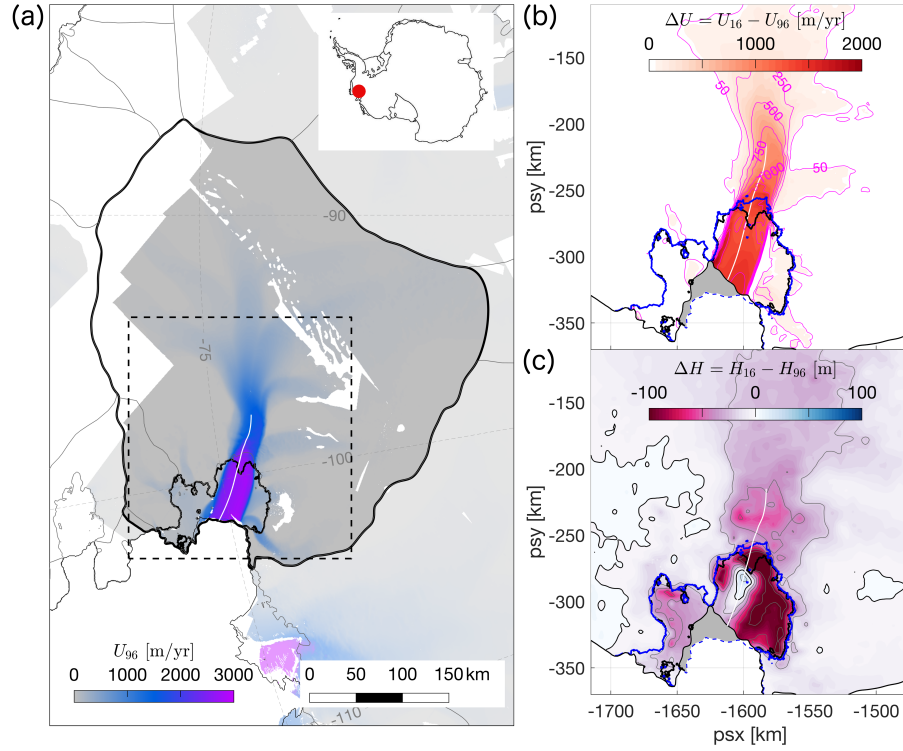 (a)
-90
-75
-100
-110
U₉₆ [m/yr]
0 1000 2000 3000
0 50 100 150 km
(b)
ΔU = U₁₆ − U₉₆ [m/yr]
0 1000 2000
50
250
500
750
1000
50
psy [km]
-150
-200
-250
-300
-350
(c)
ΔH = H₁₆ − H₉₆ [m]
-100 0 100
psy [km]
-150
-200
-250
-300
-350
-1700 -1650 -1600 -1550 -1500
psx [km]